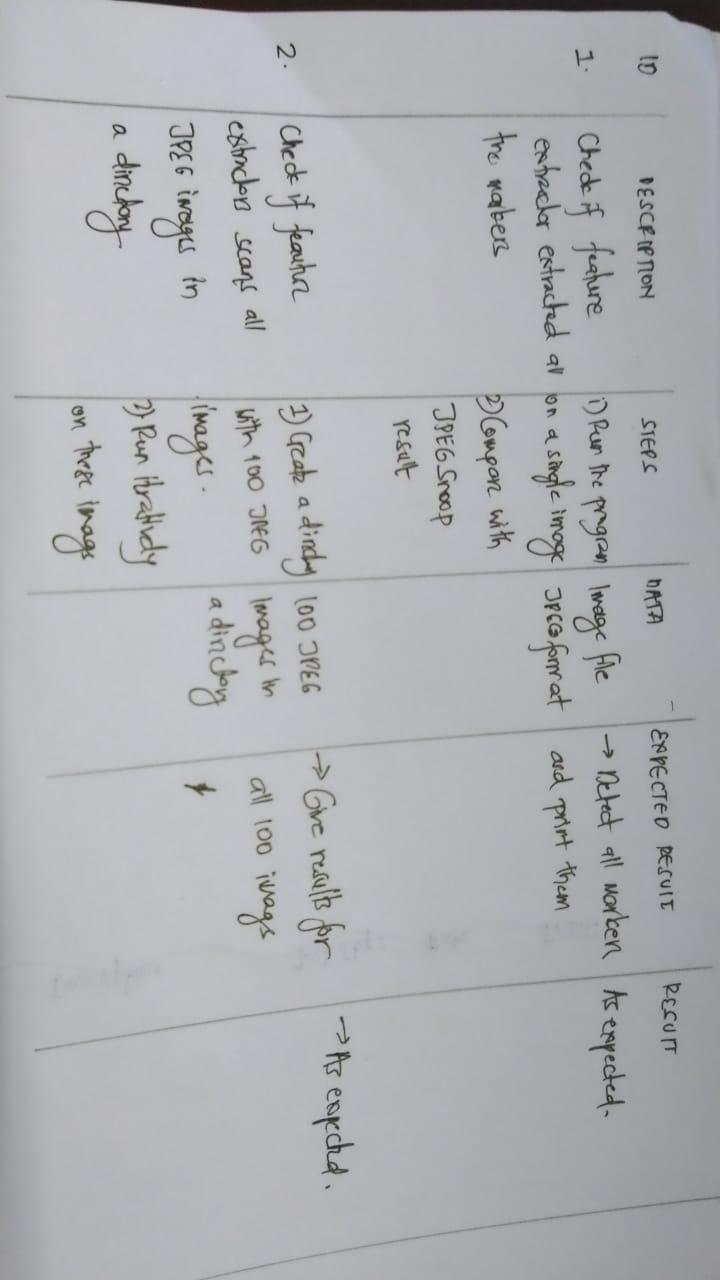 ID
DESCRIPTION
STEPS
DATA
EXPECTED RESULT
RESULT
1.
Check if feature
extractor extracted all
the markers
1) Run the program
on a single image
2) Compare with
JPEG Snoop
result
Image file
JPEG format
→ Detect all markers
and print them
As expected.
2.
Check if feature
extractors scans all
JPEG images in
a directory
1) Create a directory
with 100 JPEG
images.
2) Run iteratively
on these images
100 JPEG
Images in
a directory
→ Give results for
all 100 images
→ As expected.